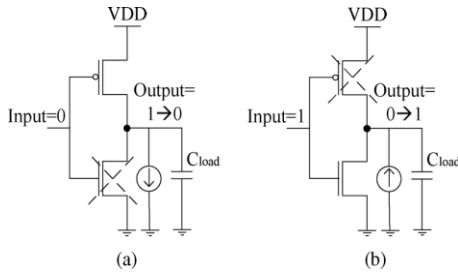 VDD
Output=
1→0
Input=0
Cload
(a)
VDD
Output=
0→1
Input=1
Cload
(b)